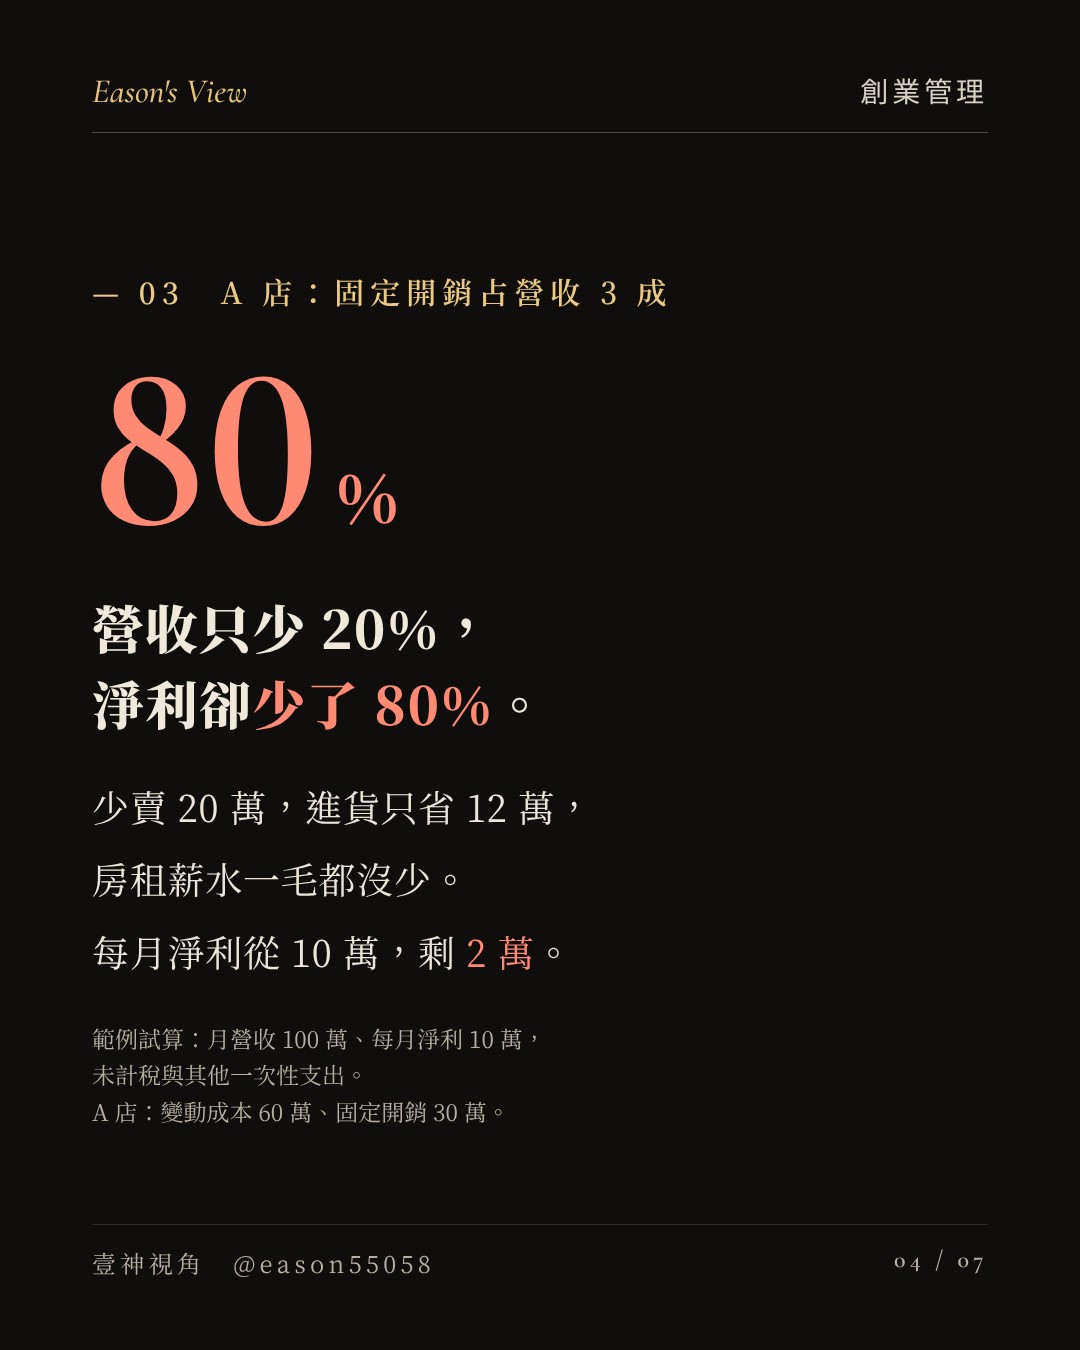 Eason's View
創業管理
— 03 A 店：固定開銷占營收 3 成
80 %
營收只少 20%，
淨利卻少了 80%。
少賣 20 萬，進貨只省 12 萬，
房租薪水一毛都沒少。
每月淨利從 10 萬，剩 2 萬。
範例試算：月營收 100 萬、每月淨利 10 萬，
未計稅與其他一次性支出。
A 店：變動成本 60 萬、固定開銷 30 萬。
壹神視角 @eason55058
04 / 07